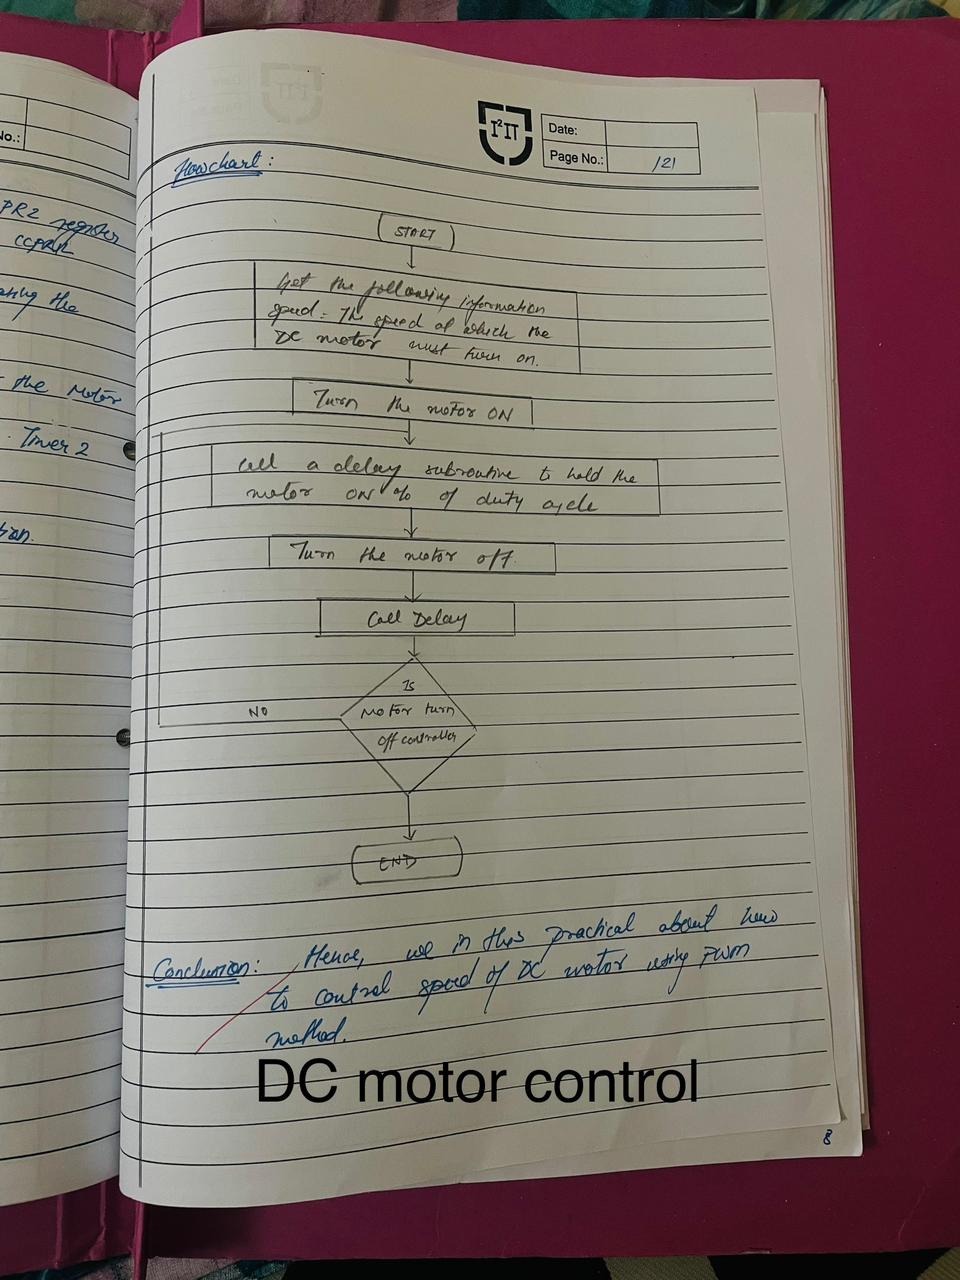 No.:
PR2 register
CCPR1L
the
the Motor
Timer 2
I²IT
Date:
Page No.: /21
Flowchart:
START
Get the following information
speed = The speed at which the
DC motor must turn on.
Turn the motor ON
Call a delay subroutine to hold the
motor ON % of duty cycle
Turn the motor off.
Call Delay
Is
Motor turn
off controller
NO
END
Conclusion: Hence, we in this practical about how
to control speed of DC motor using PWM
method.
DC motor control
8